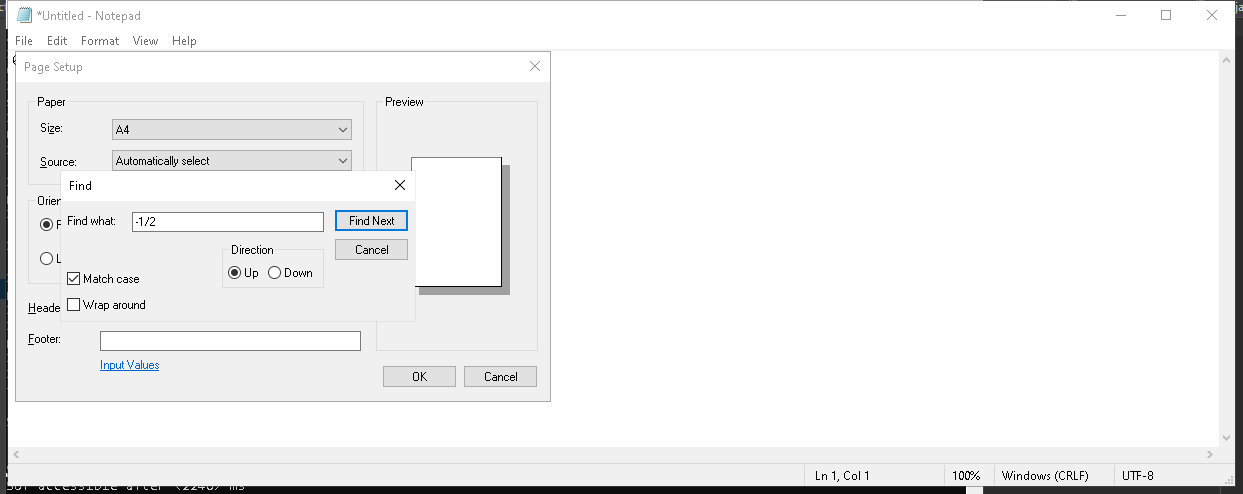 *Untitled - Notepad
File Edit Format View Help
Page Setup
Paper
Preview
Size:
A4
Source:
Automatically select
Find
Find what:
-1/2
Find Next
Cancel
Direction
Up Down
Match case
Wrap around
Footer:
Input Values
OK Cancel
Ln 1, Col 1 100% Windows (CRLF) UTF-8